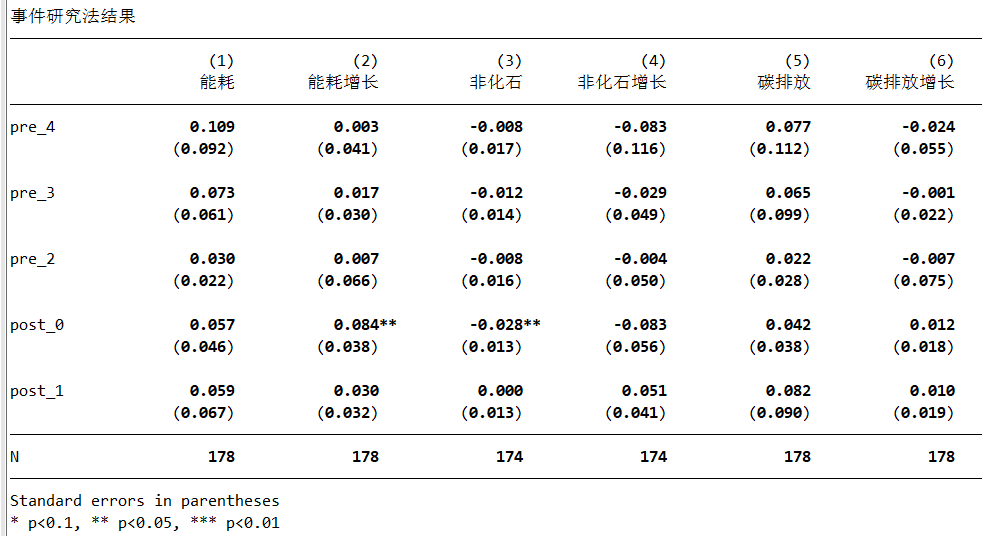 事件研究法结果
(1) (2) (3) (4) (5) (6)
能耗 能耗增长 非化石 非化石增长 碳排放 碳排放增长
pre_4 0.109 0.003 -0.008 -0.083 0.077 -0.024
(0.092) (0.041) (0.017) (0.116) (0.112) (0.055)
pre_3 0.073 0.017 -0.012 -0.029 0.065 -0.001
(0.061) (0.030) (0.014) (0.049) (0.099) (0.022)
pre_2 0.030 0.007 -0.008 -0.004 0.022 -0.007
(0.022) (0.066) (0.016) (0.050) (0.028) (0.075)
post_0 0.057 0.084** -0.028** -0.083 0.042 0.012
(0.046) (0.038) (0.013) (0.056) (0.038) (0.018)
post_1 0.059 0.030 0.000 0.051 0.082 0.010
(0.067) (0.032) (0.013) (0.041) (0.090) (0.019)
N 178 178 174 174 178 178
Standard errors in parentheses
* p<0.1, ** p<0.05, *** p<0.01